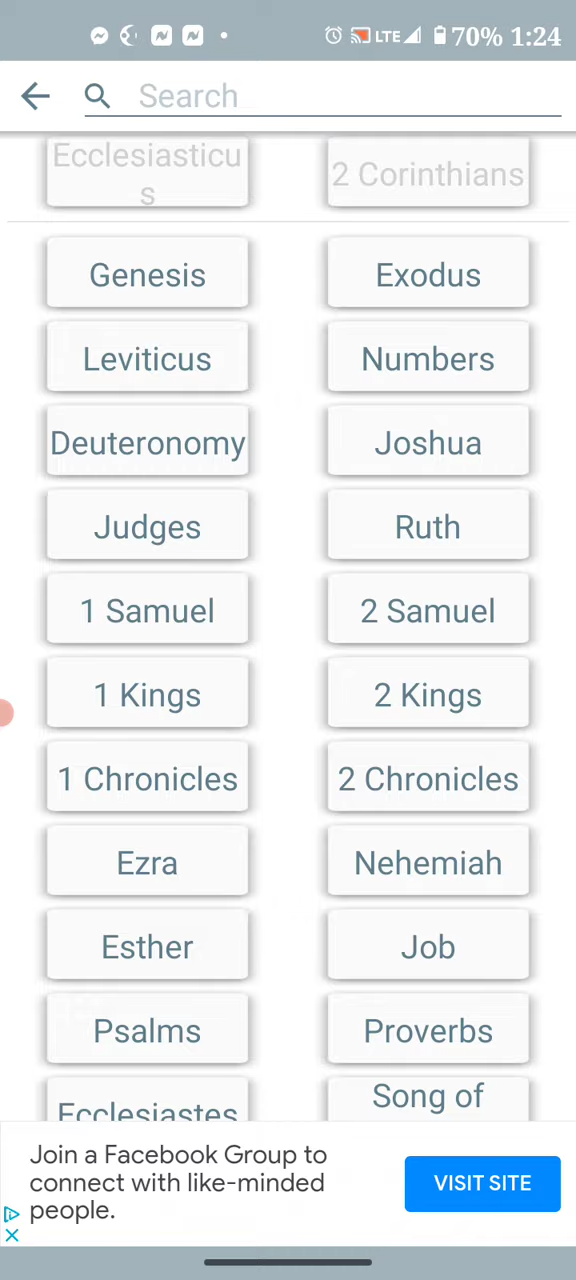 LTE 70% 1:24
Search
Ecclesiasticu
s
2 Corinthians
Genesis
Exodus
Leviticus
Numbers
Deuteronomy
Joshua
Judges
Ruth
1 Samuel
2 Samuel
1 Kings
2 Kings
1 Chronicles
2 Chronicles
Ezra
Nehemiah
Esther
Job
Psalms
Proverbs
Ecclesiastes
Song of
Join a Facebook Group to
connect with like-minded
people.
VISIT SITE